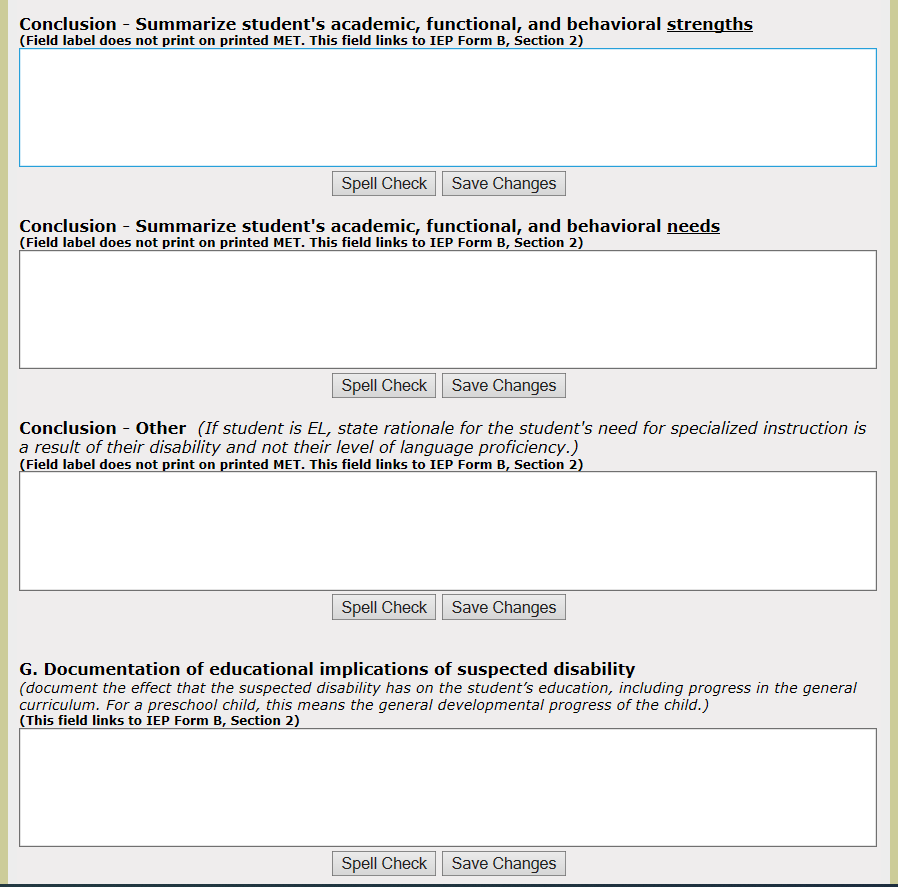 Conclusion - Summarize student's academic, functional, and behavioral strengths
(Field label does not print on printed MET. This field links to IEP Form B, Section 2)
Spell Check Save Changes
Conclusion - Summarize student's academic, functional, and behavioral needs
(Field label does not print on printed MET. This field links to IEP Form B, Section 2)
Spell Check Save Changes
Conclusion - Other (If student is EL, state rationale for the student's need for specialized instruction is
a result of their disability and not their level of language proficiency.)
(Field label does not print on printed MET. This field links to IEP Form B, Section 2)
Spell Check Save Changes
G. Documentation of educational implications of suspected disability
(document the effect that the suspected disability has on the student’s education, including progress in the general
curriculum. For a preschool child, this means the general developmental progress of the child.)
(This field links to IEP Form B, Section 2)
Spell Check Save Changes